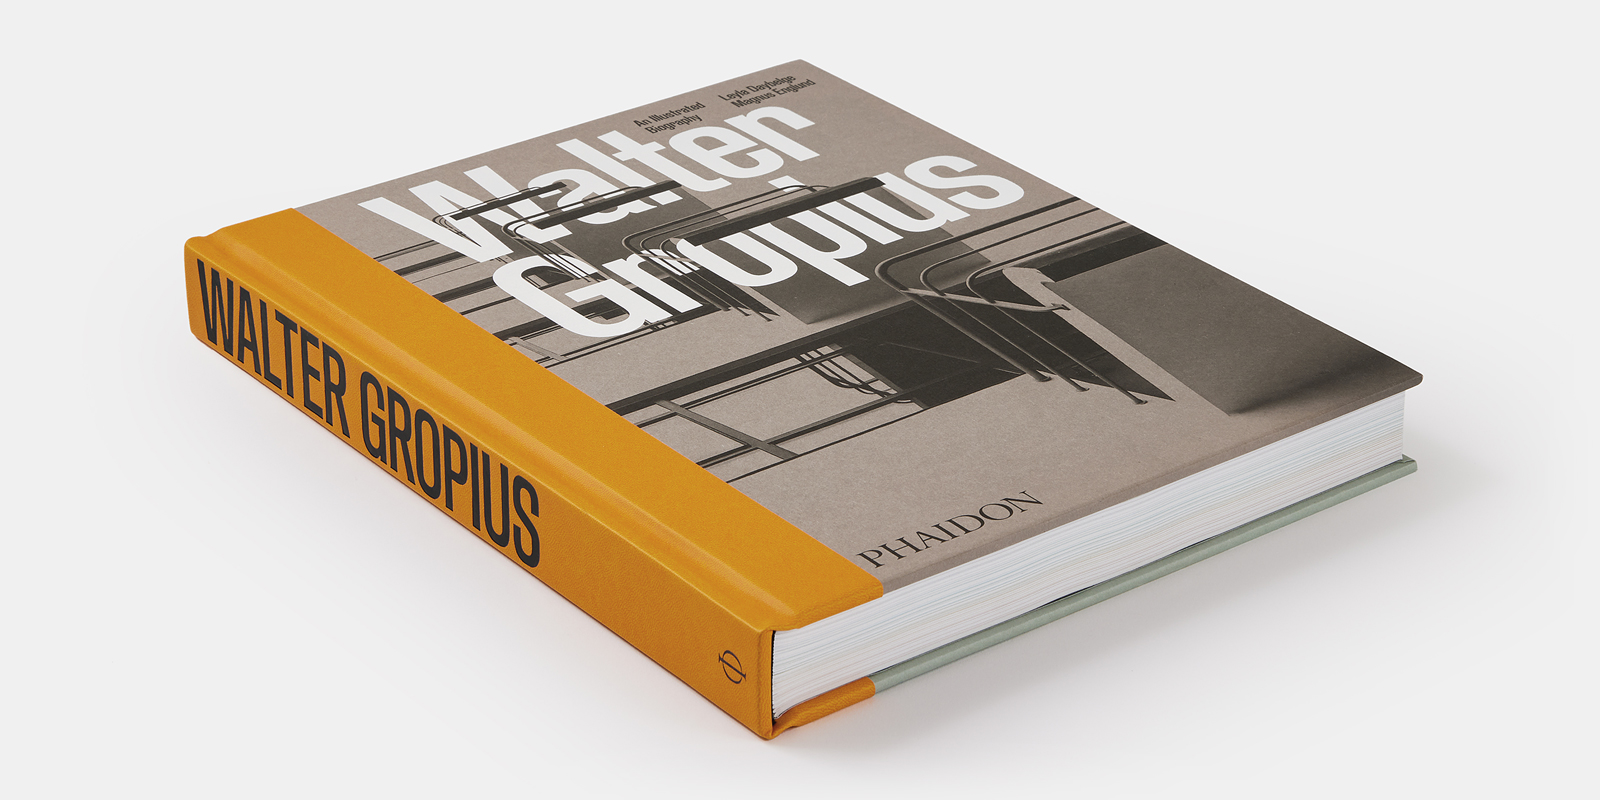 An Illustrated
Biography
Leyla Daybelge
Magnus Englund
Walter
Gropius
PHAIDON
WALTER GROPIUS